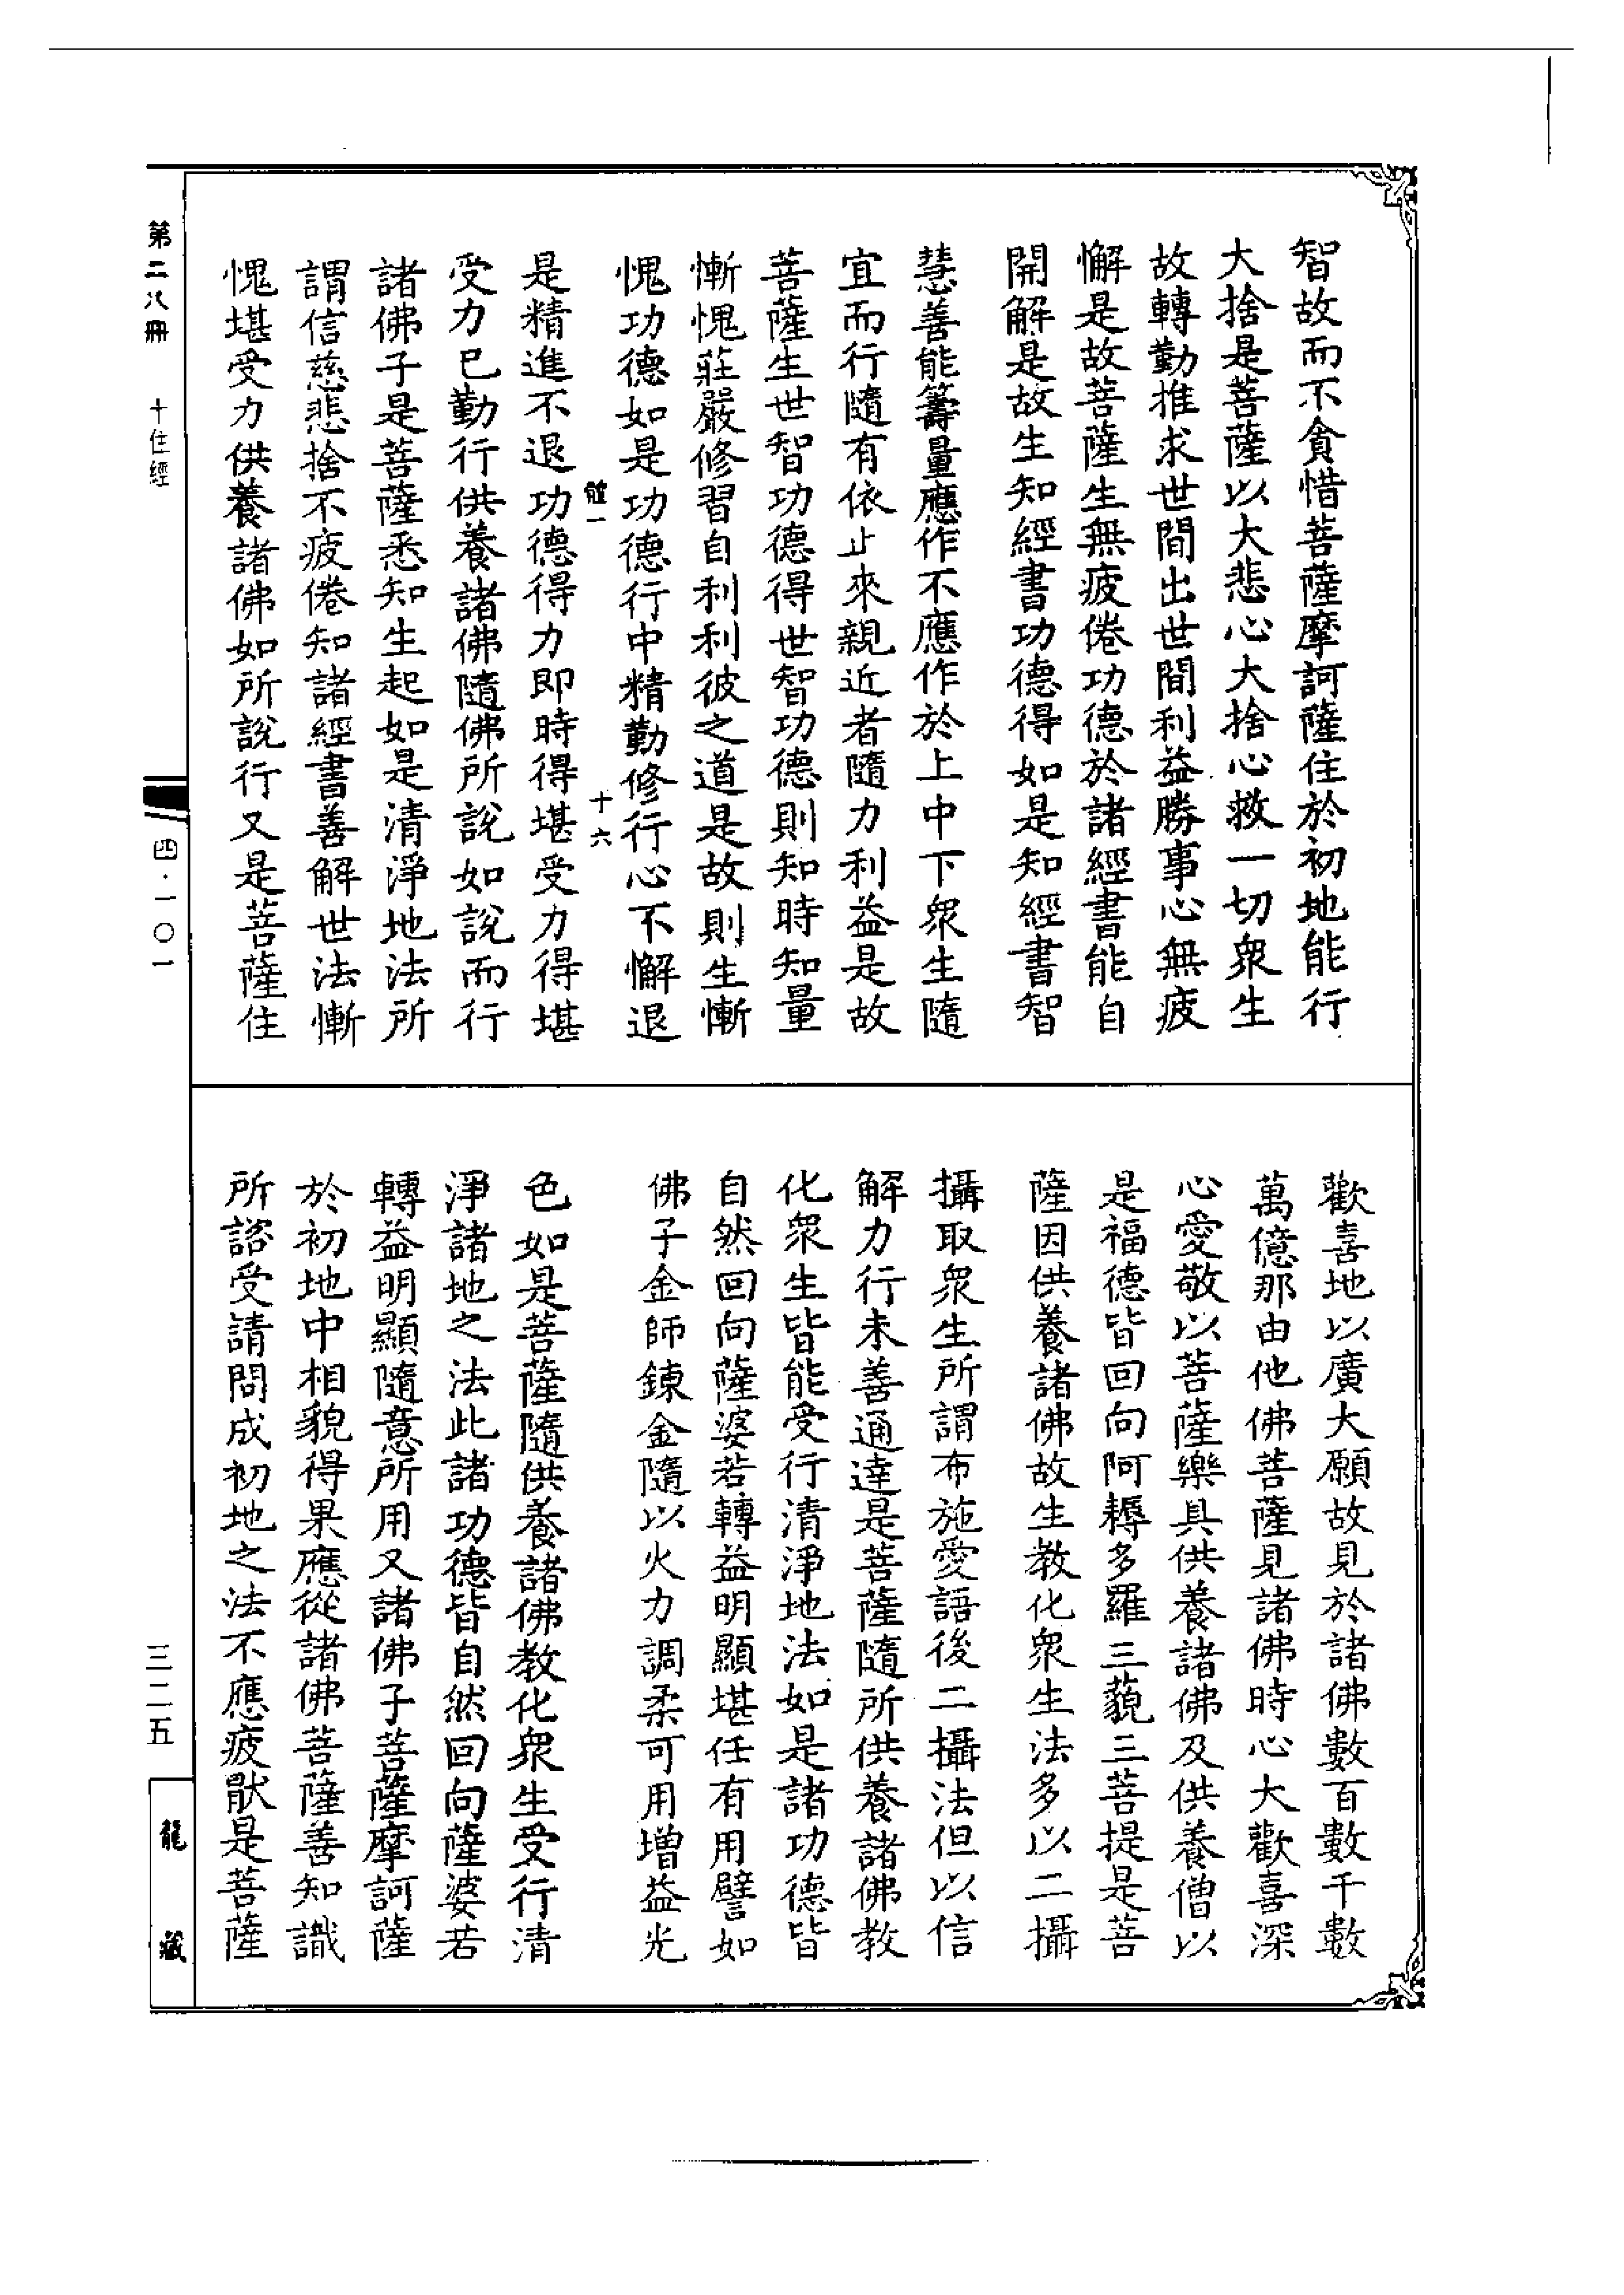 智故而不貪惜菩薩摩訶薩住於初地能行
大捨是菩薩以大悲心大捨心救一切衆生
故轉勤推求世間出世間利益勝事心無疲
懈是故菩薩生無疲倦功德於諸經書能自
開解是故生知經書功德得如是知經書智
慧善能籌量應作不應作於上中下衆生隨
宜而行隨有依止來親近者隨力利益是故
菩薩生世智功德得世智功德則知時知量
慚愧莊嚴修習自利利彼之道是故則生慚
愧功德如是功德行中精勤修行心不懈退
體一 十六
是精進不退功德得力即時得堪受力得堪
受力已勤行供養諸佛隨佛所說如說而行
諸佛子是菩薩悉知生起如是清淨地法所
謂信慈悲捨不疲倦知諸經書善解世法慚
愧堪受力供養諸佛如所說行又是菩薩住
歡喜地以廣大願故見於諸佛數百數千數
萬億那由他佛菩薩見諸佛時心大歡喜深
心愛敬以菩薩樂具供養諸佛及供養僧以
是福德皆回向阿耨多羅三藐三菩提是菩
薩因供養諸佛故生教化衆生法多以二攝
攝取衆生所謂布施愛語後二攝法但以信
解力行未善通達是菩薩隨所供養諸佛教
化衆生皆能受行清淨地法如是諸功德皆
自然回向薩婆若轉益明顯堪任有用譬如
佛子金師鍊金隨以火力調柔可用增益光
色如是菩薩隨供養諸佛教化衆生受行清
淨諸地之法此諸功德皆自然回向薩婆若
轉益明顯隨意所用又諸佛子菩薩摩訶薩
於初地中相貌得果應從諸佛菩薩善知識
所諮受請問成初地之法不應疲猒是菩薩
第二八冊 十住經
四·一〇一
三二五
龍藏